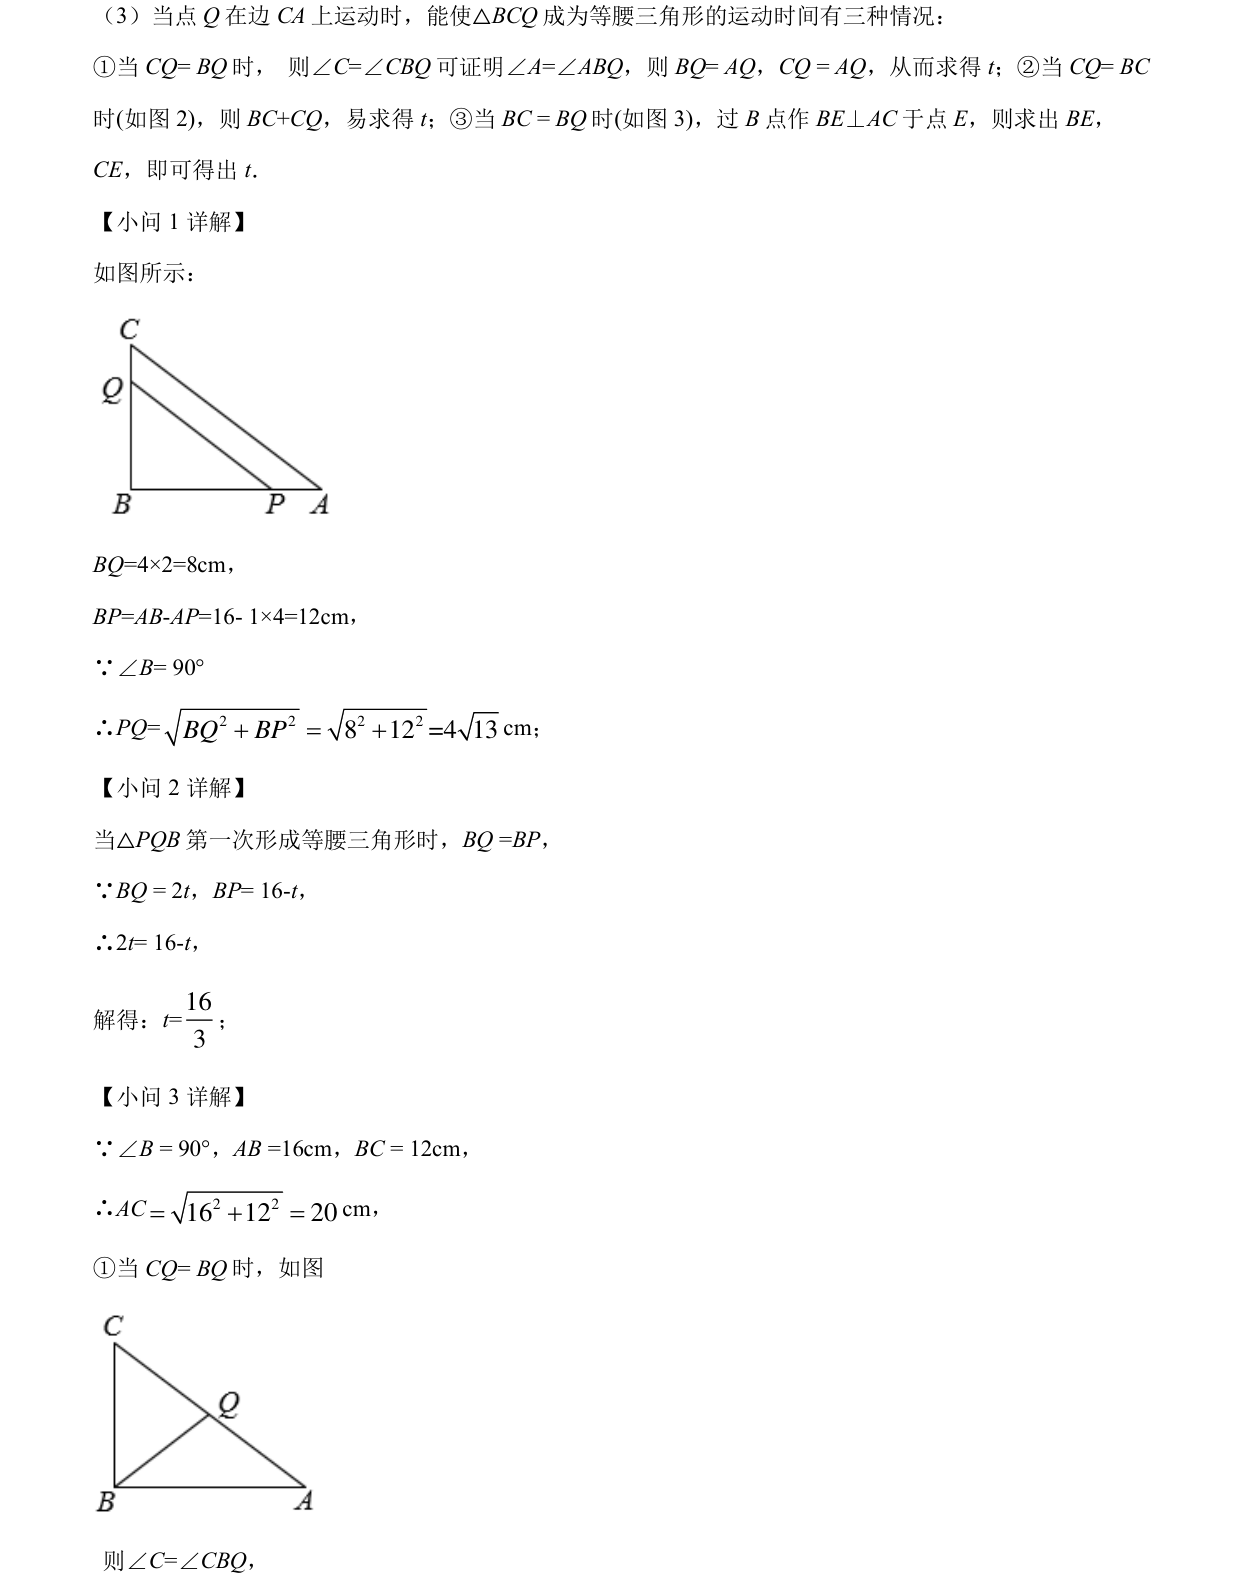 （3）当点 Q 在边 CA 上运动时，能使△BCQ 成为等腰三角形的运动时间有三种情况：
①当 CQ= BQ 时， 则∠C=∠CBQ 可证明∠A=∠ABQ，则 BQ= AQ，CQ = AQ，从而求得 t；②当 CQ= BC
时(如图 2)，则 BC+CQ，易求得 t；③当 BC = BQ 时(如图 3)，过 B 点作 BE⊥AC 于点 E，则求出 BE，
CE，即可得出 t.
【小问 1 详解】
如图所示：
C
Q
B P A
BQ=4×2=8cm，
BP=AB-AP=16- 1×4=12cm，
∵∠B= 90°
∴PQ=√(BQ²+BP²) = √(8²+12²)=4√13 cm；
【小问 2 详解】
当△PQB 第一次形成等腰三角形时，BQ =BP，
∵BQ = 2t，BP= 16-t，
∴2t= 16-t，
解得：t=16/3；
【小问 3 详解】
∵∠B = 90°，AB =16cm，BC = 12cm，
∴AC = √(16²+12²) = 20 cm，
①当 CQ= BQ 时，如图
C
Q
B A
则∠C=∠CBQ，